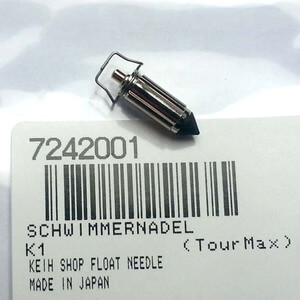 7242001
SCHWIMMERNADEL
K1 (TourMax)
KEIH SHOP FLOAT NEEDLE
MADE IN JAPAN